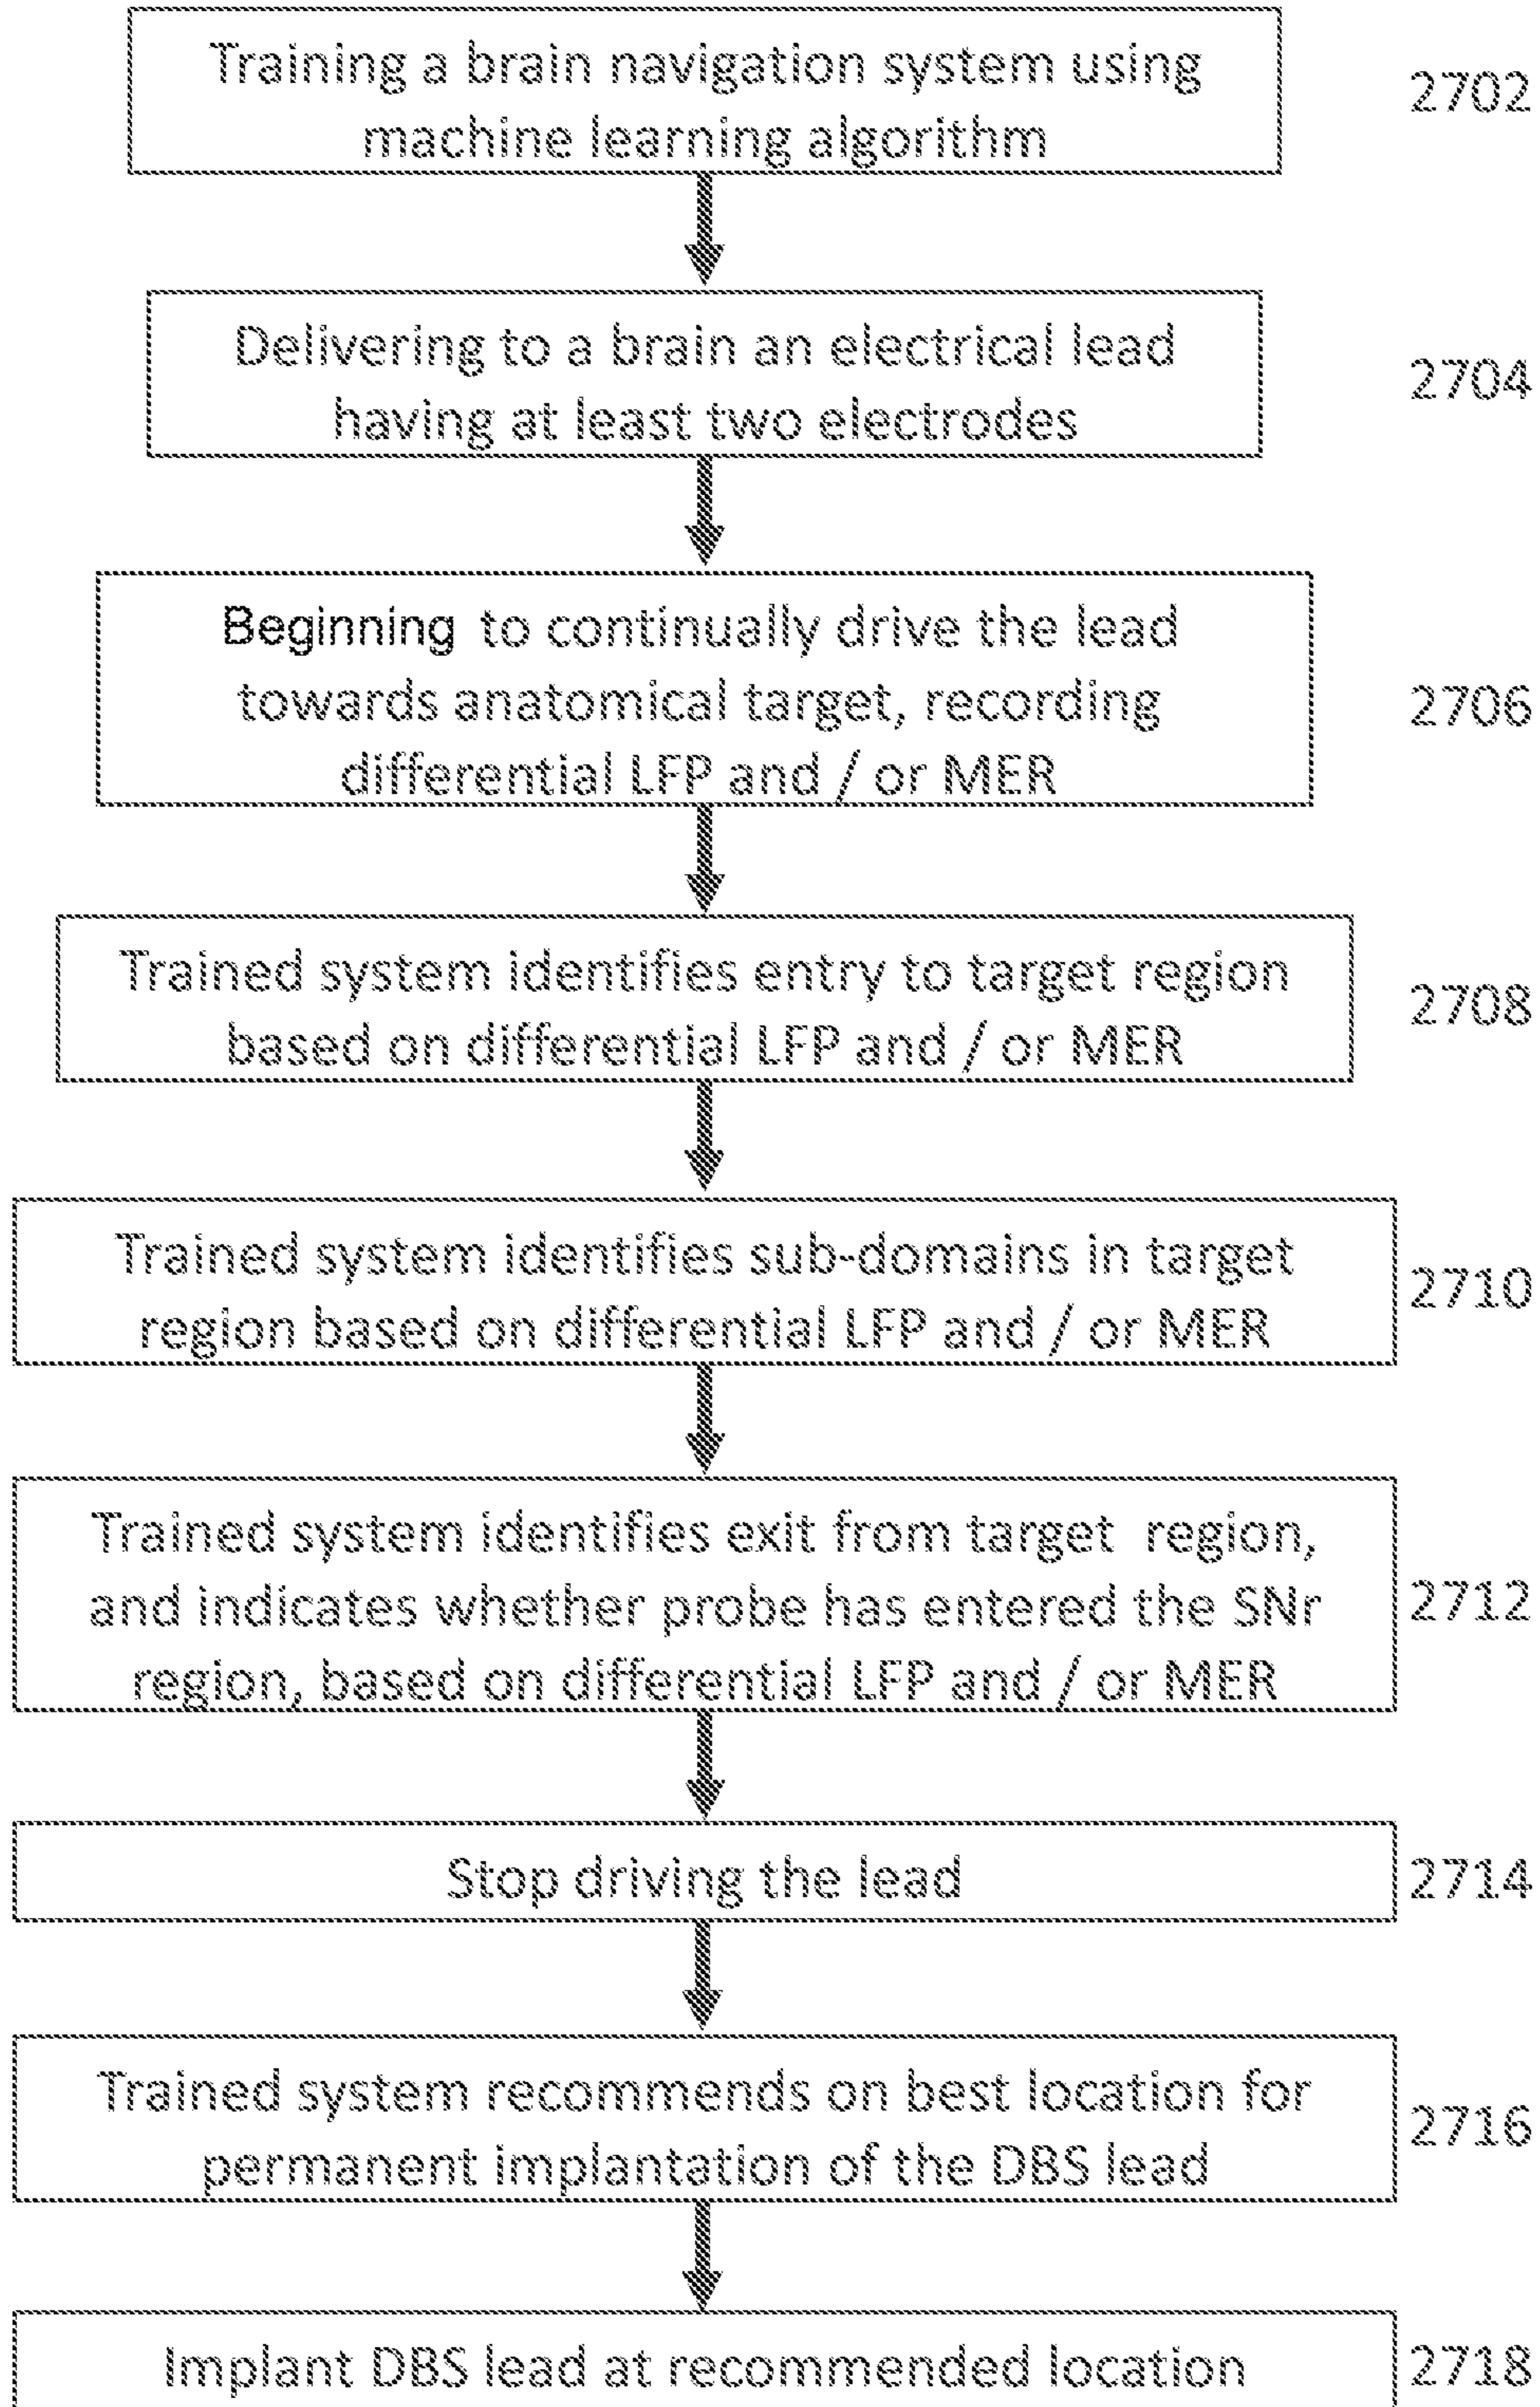 Training a brain navigation system using
machine learning algorithm
2702
Delivering to a brain an electrical lead
having at least two electrodes
2704
Beginning to continually drive the lead
towards anatomical target, recording
differential LFP and / or MER
2706
Trained system identifies entry to target region
based on differential LFP and / or MER
2708
Trained system identifies sub-domains in target
region based on differential LFP and / or MER
2710
Trained system identifies exit from target region,
and indicates whether probe has entered the SNr
region, based on differential LFP and / or MER
2712
Stop driving the lead
2714
Trained system recommends on best location for
permanent implantation of the DBS lead
2716
Implant DBS lead at recommended location
2718